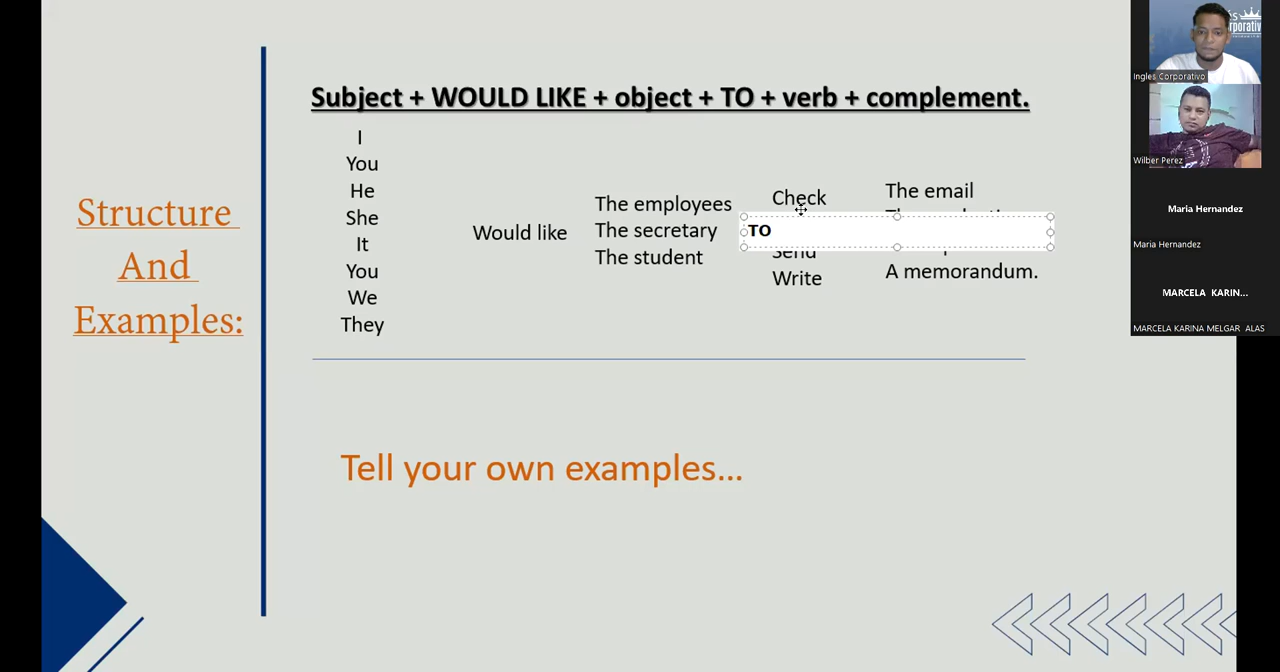 Structure
And
Examples:
Subject + WOULD LIKE + object + TO + verb + complement.
I
You
He
She
It
You
We
They
Would like
The employees
The secretary
The student
TO
Check
Send
Write
The email
A memorandum.
Tell your own examples...
Ingles Corporativo
Wilber Perez
Maria Hernandez
Maria Hernandez
MARCELA KARIN...
MARCELA KARINA MELGAR ALAS